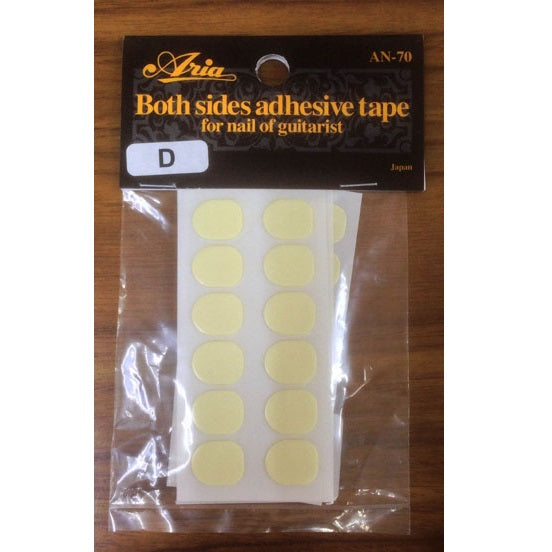 Aria
AN-70
Both sides adhesive tape
for nail of guitarist
D
Japan